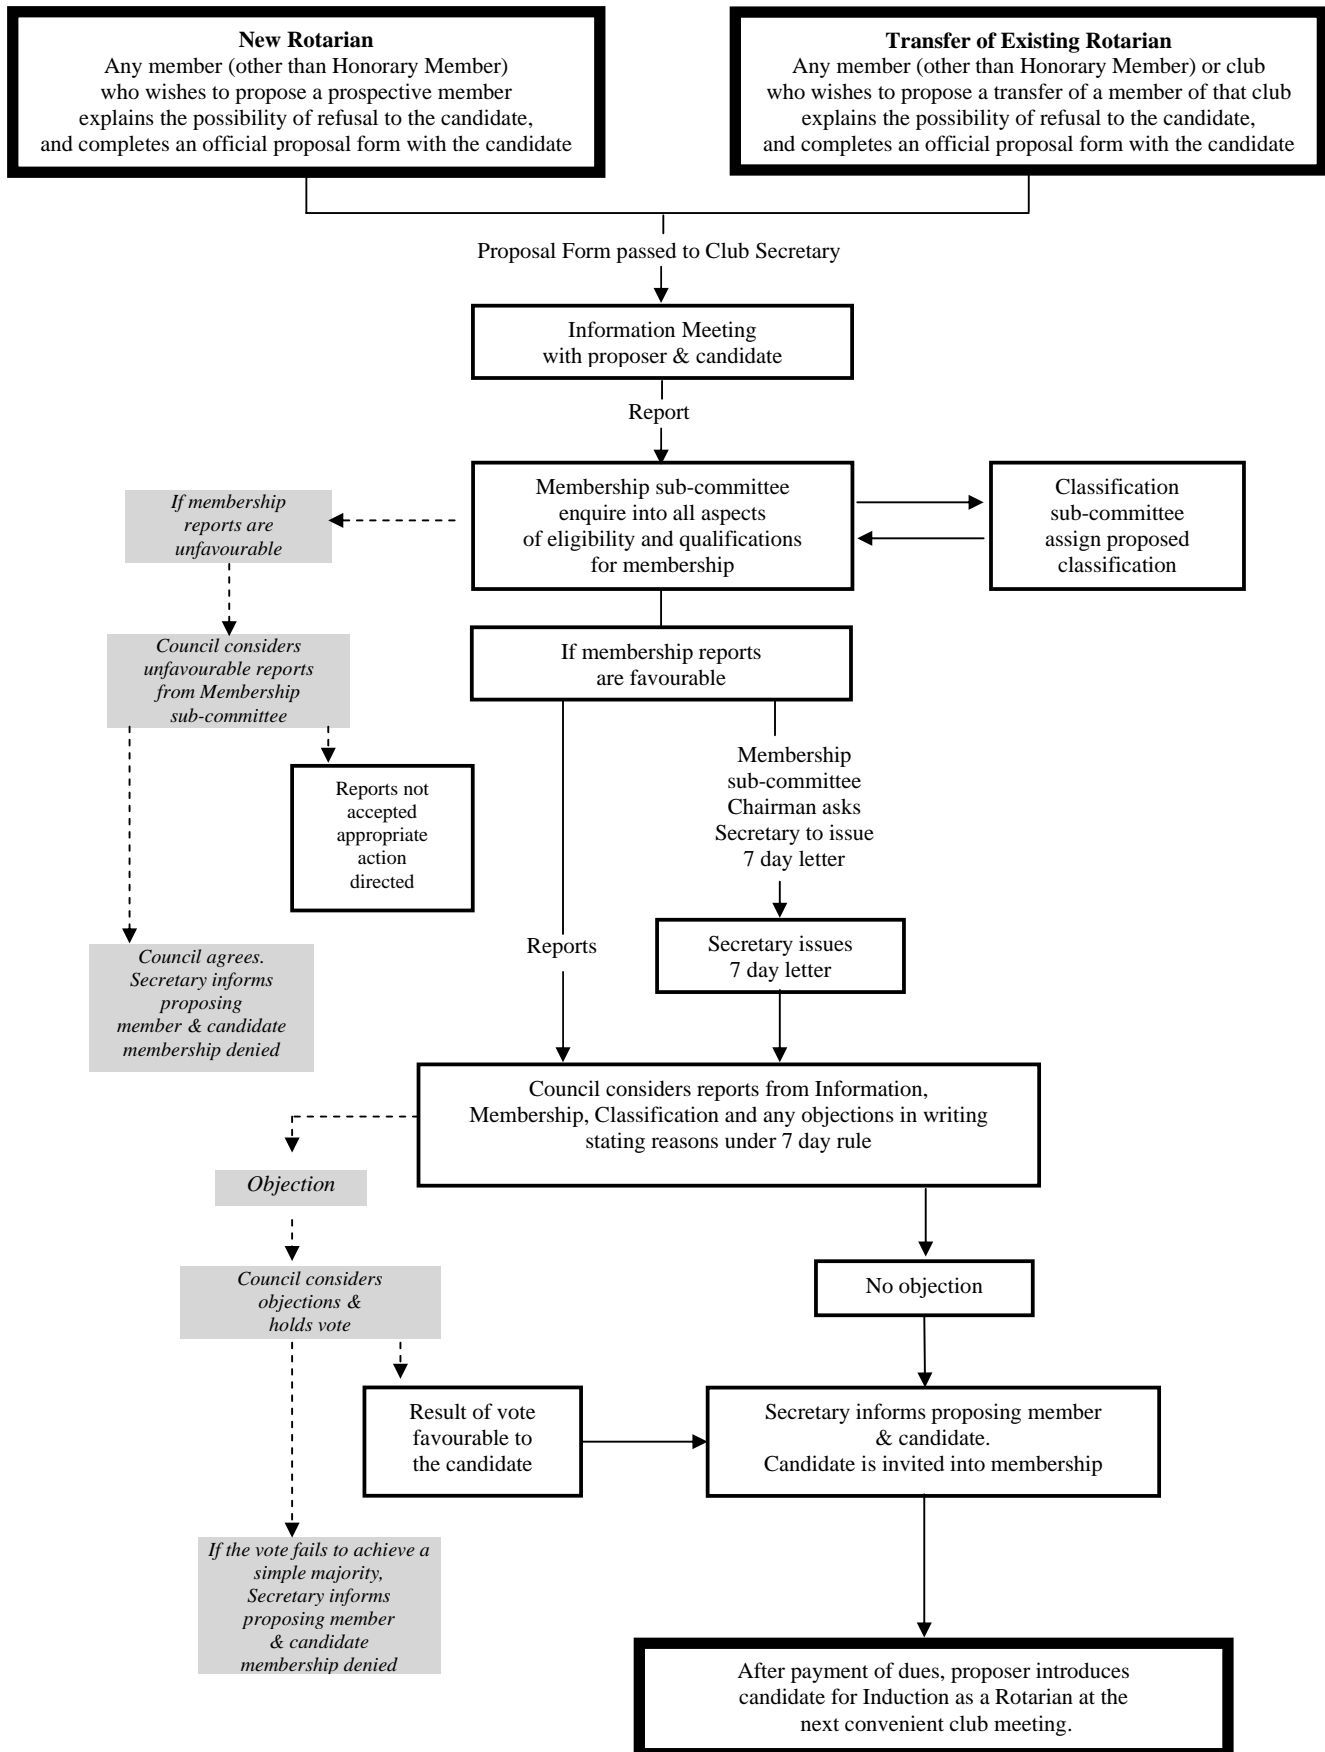 New Rotarian
Any member (other than Honorary Member)
who wishes to propose a prospective member
explains the possibility of refusal to the candidate,
and completes an official proposal form with the candidate
Transfer of Existing Rotarian
Any member (other than Honorary Member) or club
who wishes to propose a transfer of a member of that club
explains the possibility of refusal to the candidate,
and completes an official proposal form with the candidate
Proposal Form passed to Club Secretary
Information Meeting
with proposer & candidate
Report
Membership sub-committee
enquire into all aspects
of eligibility and qualifications
for membership
Classification
sub-committee
assign proposed
classification
If membership
reports are
unfavourable
Council considers
unfavourable reports
from Membership
sub-committee
If membership reports
are favourable
Reports not
accepted
appropriate
action
directed
Membership
sub-committee
Chairman asks
Secretary to issue
7 day letter
Council agrees.
Secretary informs
proposing
member & candidate
membership denied
Reports
Secretary issues
7 day letter
Council considers reports from Information,
Membership, Classification and any objections in writing
stating reasons under 7 day rule
Objection
Council considers
objections &
holds vote
No objection
Result of vote
favourable to
the candidate
Secretary informs proposing member
& candidate.
Candidate is invited into membership
If the vote fails to achieve a
simple majority,
Secretary informs
proposing member
& candidate
membership denied
After payment of dues, proposer introduces
candidate for Induction as a Rotarian at the
next convenient club meeting.